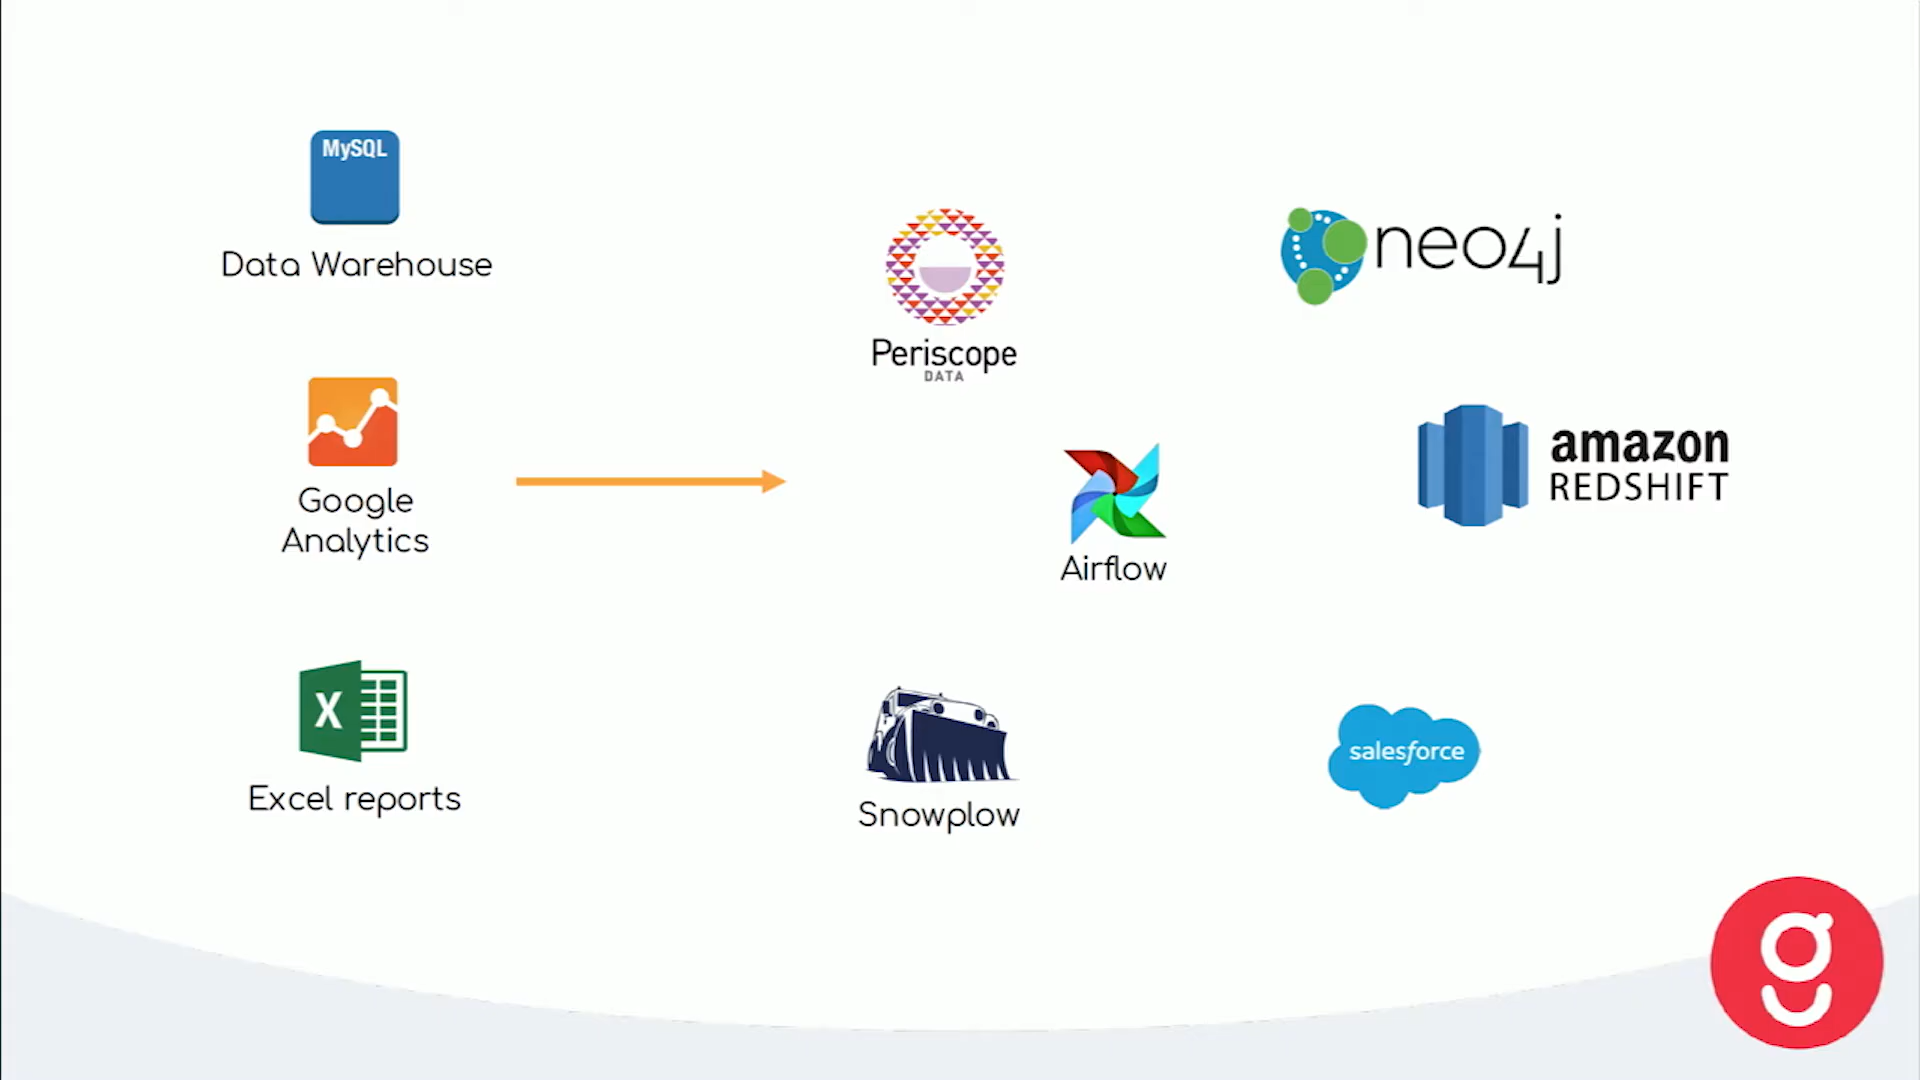 MySQL
Data Warehouse
Google
Analytics
X
Excel reports
Periscope
DATA
Airflow
Snowplow
neo4j
amazon
REDSHIFT
salesforce
g